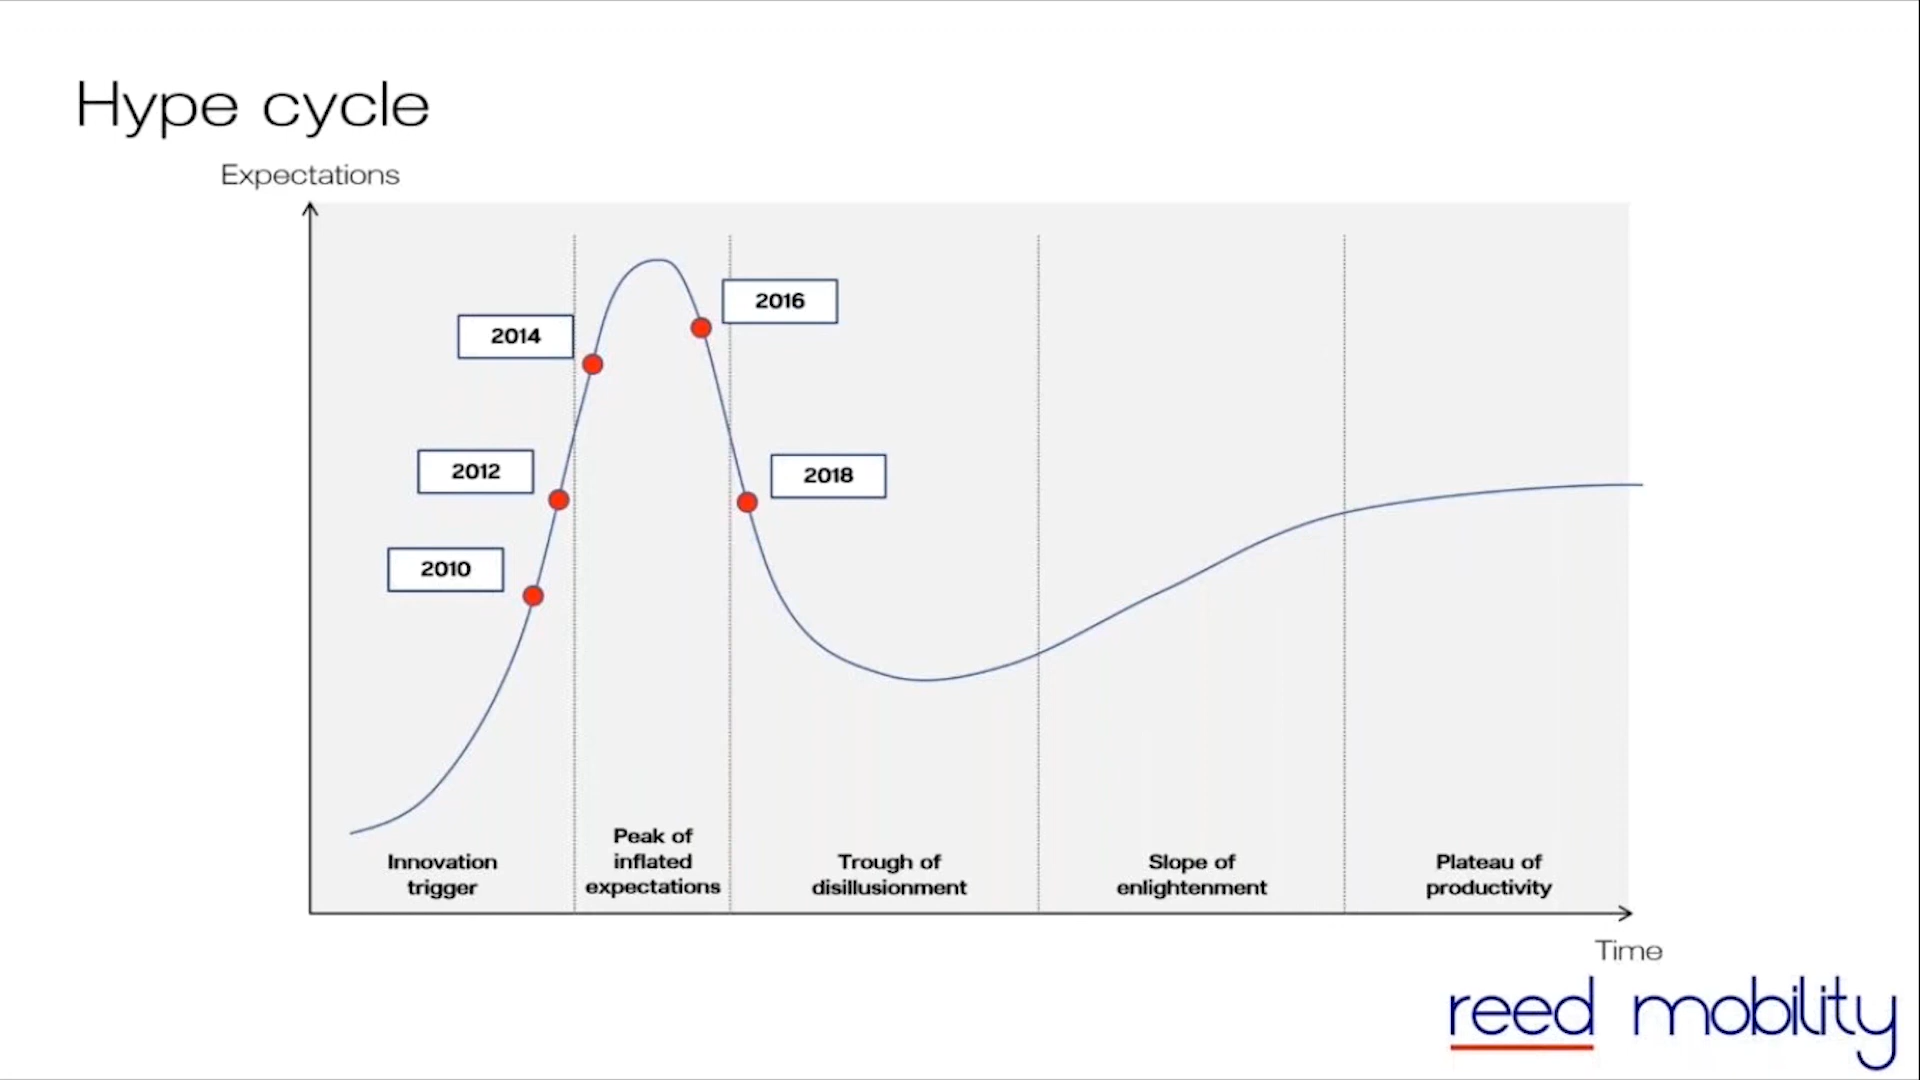 Hype cycle
Expectations
2016
2014
2012
2018
2010
Peak of
inflated
expectations
Innovation
trigger
Trough of
disillusionment
Slope of
enlightenment
Plateau of
productivity
Time
reed mobility